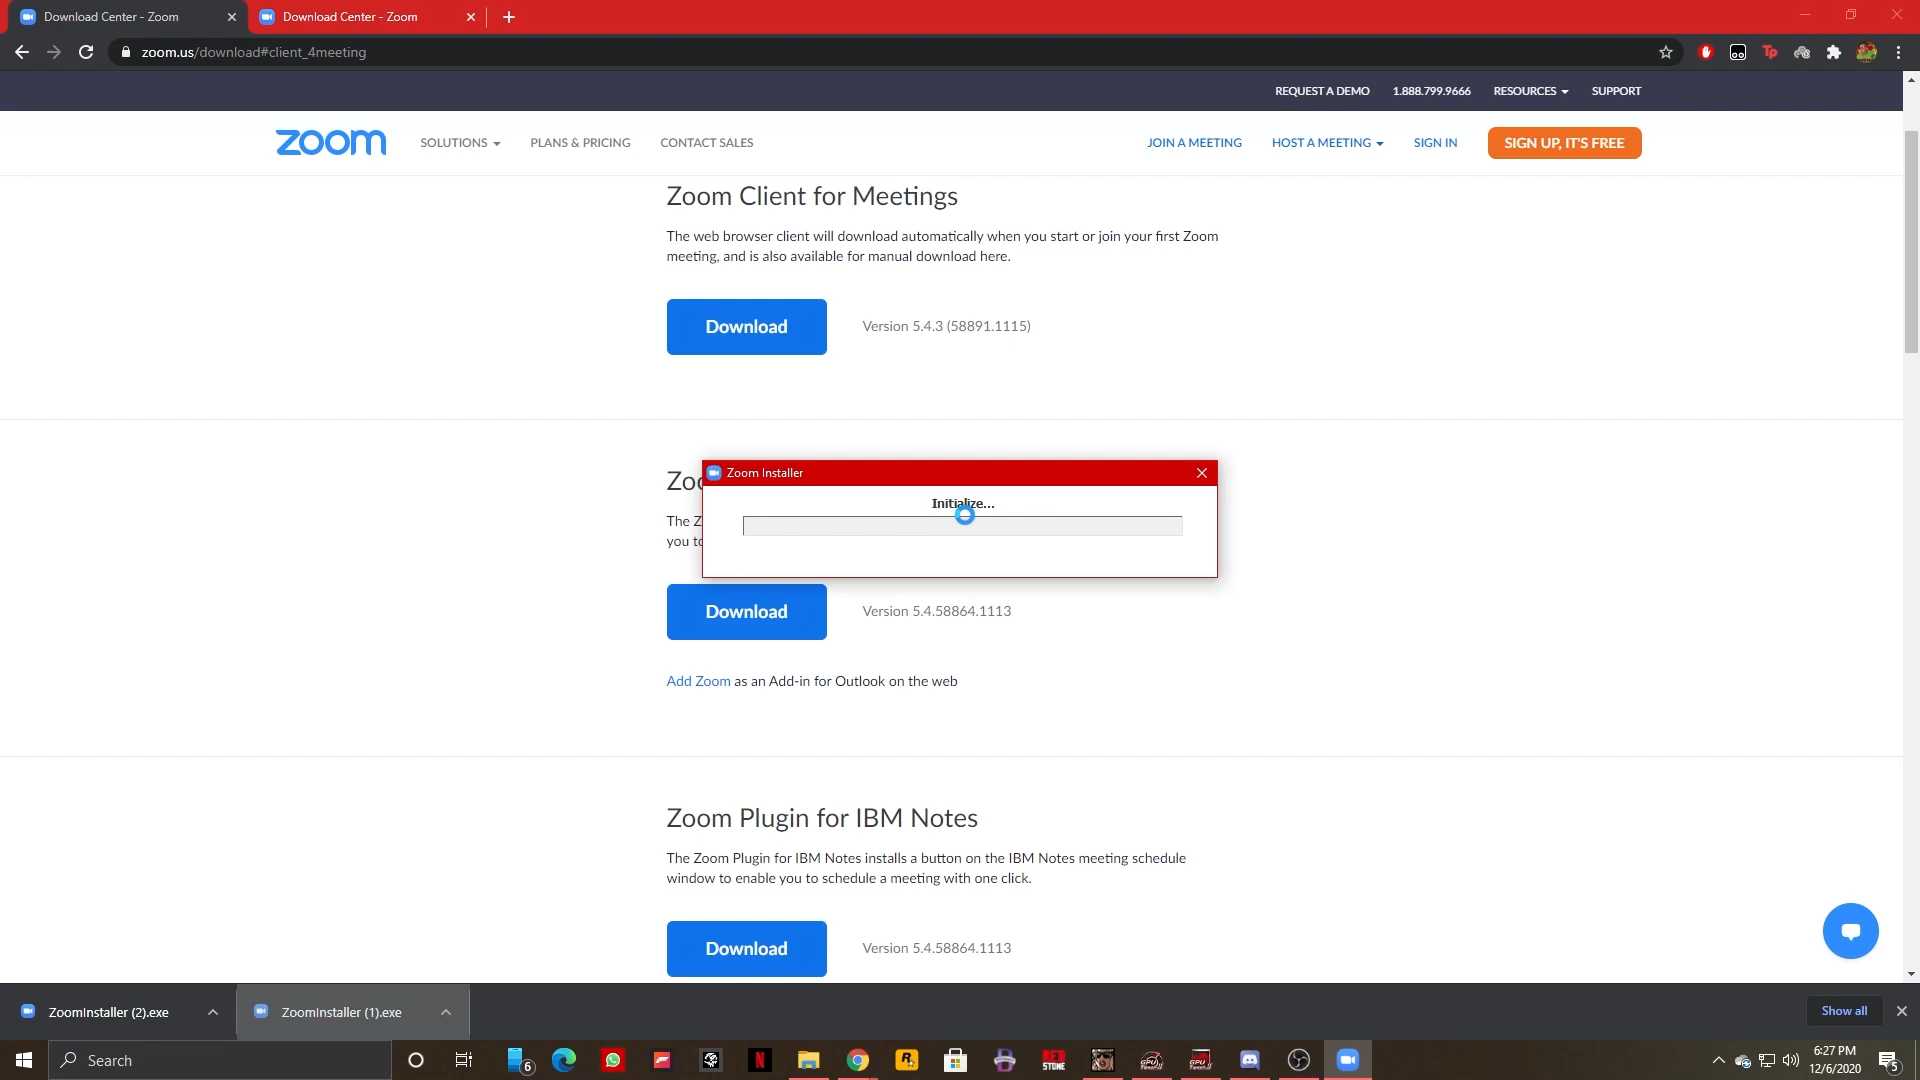 Download Center - Zoom
Download Center - Zoom
zoom.us/download#client_4meeting
REQUEST A DEMO
1.888.799.9666
RESOURCES
SUPPORT
zoom
SOLUTIONS
PLANS & PRICING
CONTACT SALES
JOIN A MEETING
HOST A MEETING
SIGN IN
SIGN UP, IT'S FREE
Zoom Client for Meetings
The web browser client will download automatically when you start or join your first Zoom
meeting, and is also available for manual download here.
Download
Version 5.4.3 (58891.1115)
Zoom Installer
Initialize...
Zoo
The Z
you to
Download
Version 5.4.58864.1113
Add Zoom as an Add-in for Outlook on the web
Zoom Plugin for IBM Notes
The Zoom Plugin for IBM Notes installs a button on the IBM Notes meeting schedule
window to enable you to schedule a meeting with one click.
Download
Version 5.4.58864.1113
ZoomInstaller (2).exe
ZoomInstaller (1).exe
Show all
Search
6
6:27 PM
12/6/2020
5